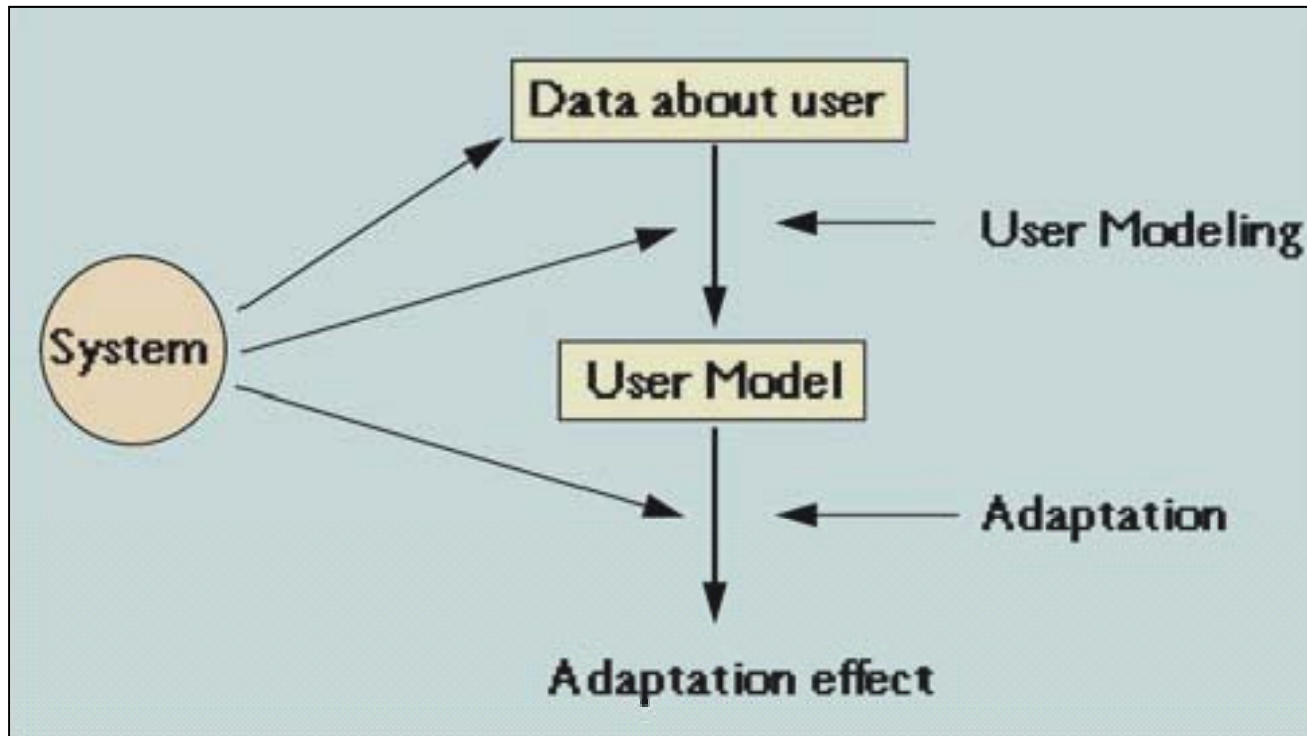 Data about user
User Modeling
System
User Model
Adaptation
Adaptation effect